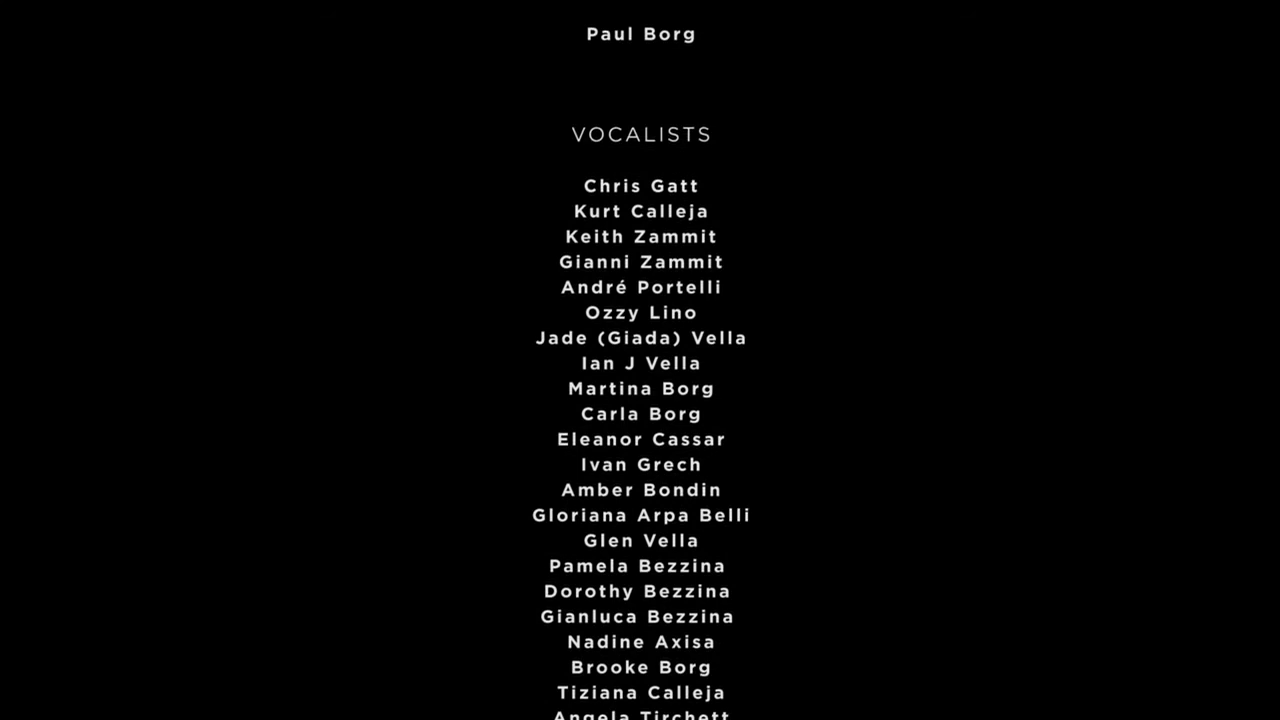 Paul Borg
VOCALISTS
Chris Gatt
Kurt Calleja
Keith Zammit
Gianni Zammit
André Portelli
Ozzy Lino
Jade (Giada) Vella
Ian J Vella
Martina Borg
Carla Borg
Eleanor Cassar
Ivan Grech
Amber Bondin
Gloriana Arpa Belli
Glen Vella
Pamela Bezzina
Dorothy Bezzina
Gianluca Bezzina
Nadine Axisa
Brooke Borg
Tiziana Calleja
Angela Tirchett